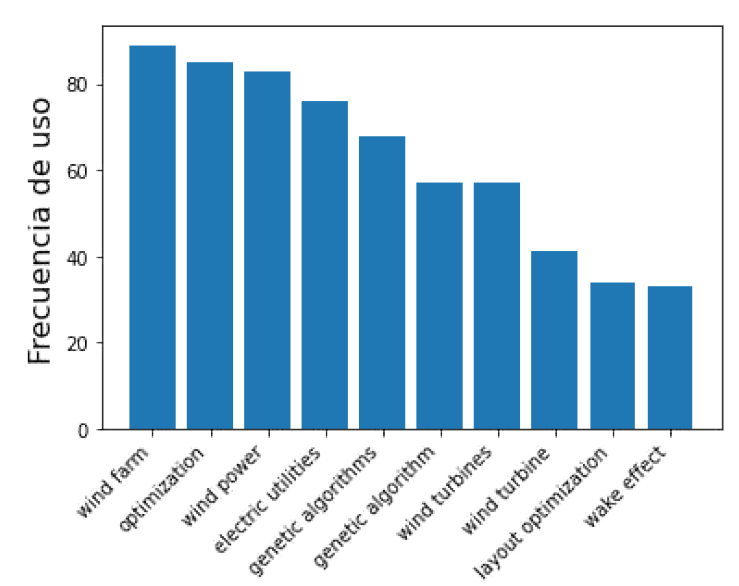 Frecuencia de uso
80
60
40
20
0
wind farm
optimization
wind power
electric utilities
genetic algorithms
genetic algorithm
wind turbines
wind turbine
layout optimization
wake effect